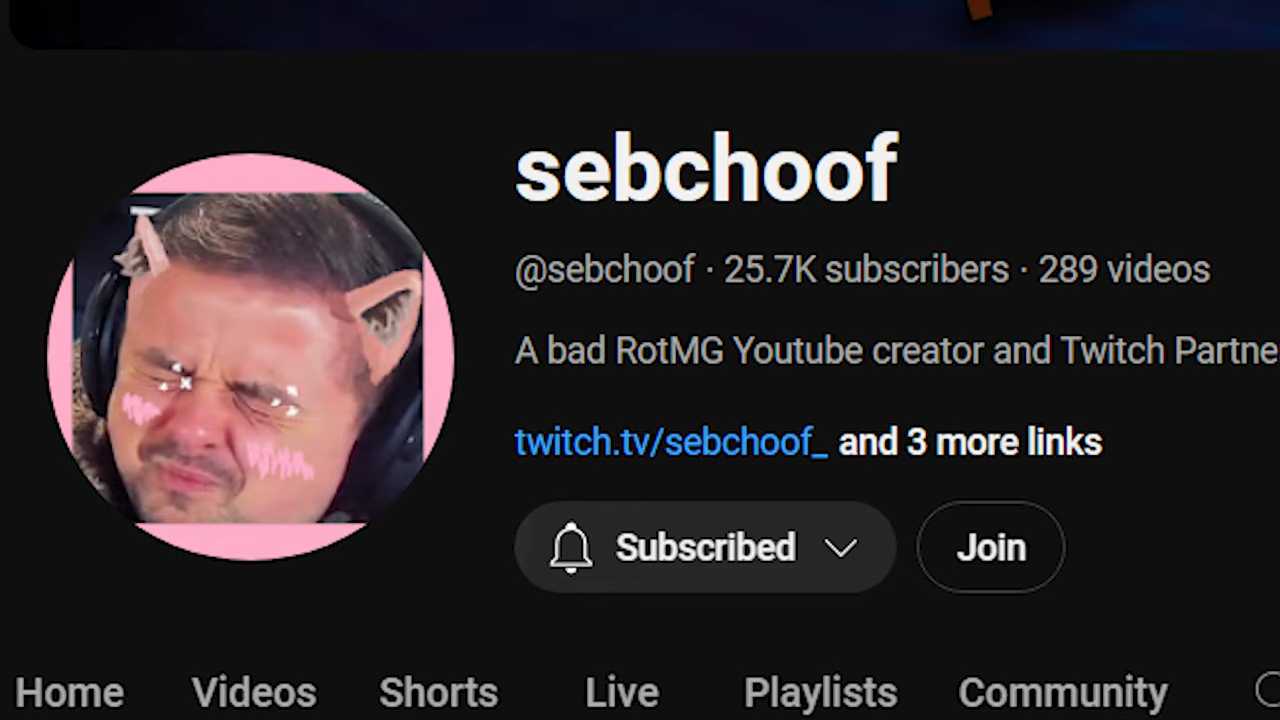 sebchoof
@sebchoof · 25.7K subscribers · 289 videos
A bad RotMG Youtube creator and Twitch Partne
twitch.tv/sebchoof_ and 3 more links
Subscribed Join
Home Videos Shorts Live Playlists Community